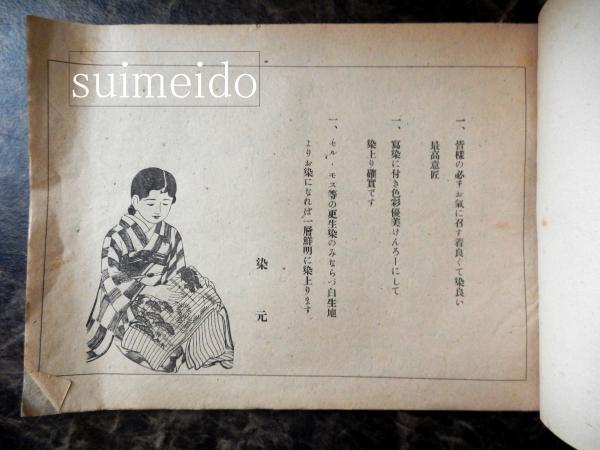 suimeido
一、皆様の必ずお氣に召す着良くて染良い
最高意匠
一、寫染に付き色彩優美けんろーにして
染上り確實です
一、セル・モス等の更生染のみならづ白生地
よりお染になれば一層鮮明に染上ります
染元